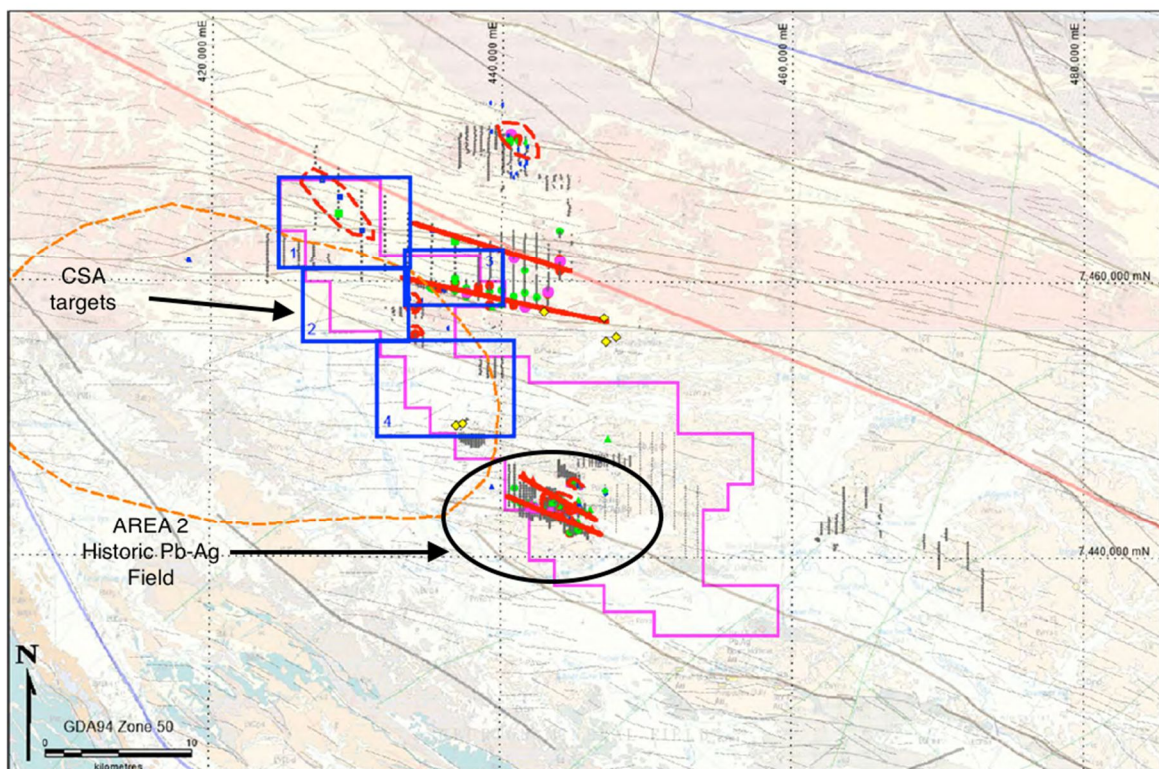 420,000 mE
440,000 mE
460,000 mE
480,000 mE
1
3
CSA
targets
7 460,000 mN
2
4
AREA 2
Historic Pb-Ag
Field
7 440,000 mN
N
GDA94 Zone 50
0
10
kilometres